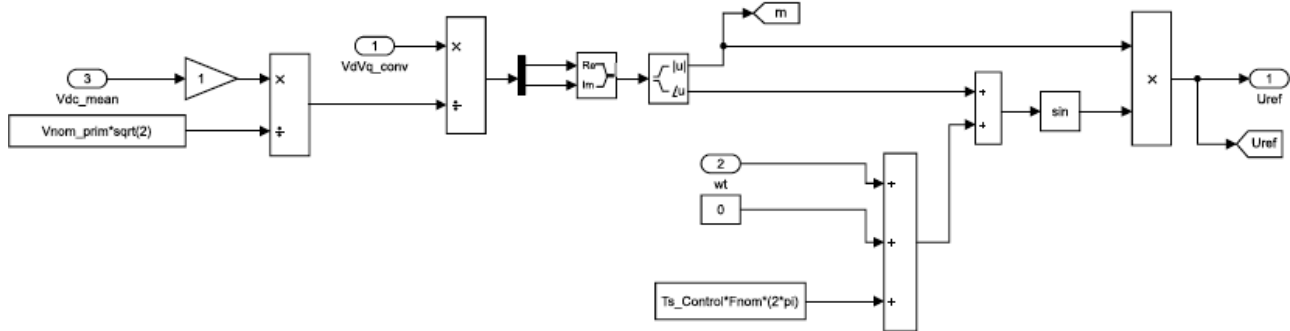 m
1
VdVq_conv
×
÷
Re
Im
|u|
∠u
3
Vdc_mean
1
×
÷
Vnom_prim*sqrt(2)
+
+
sin
×
1
Uref
Uref
2
wt
0
Ts_Control*Fnom*(2*pi)
+
+
+